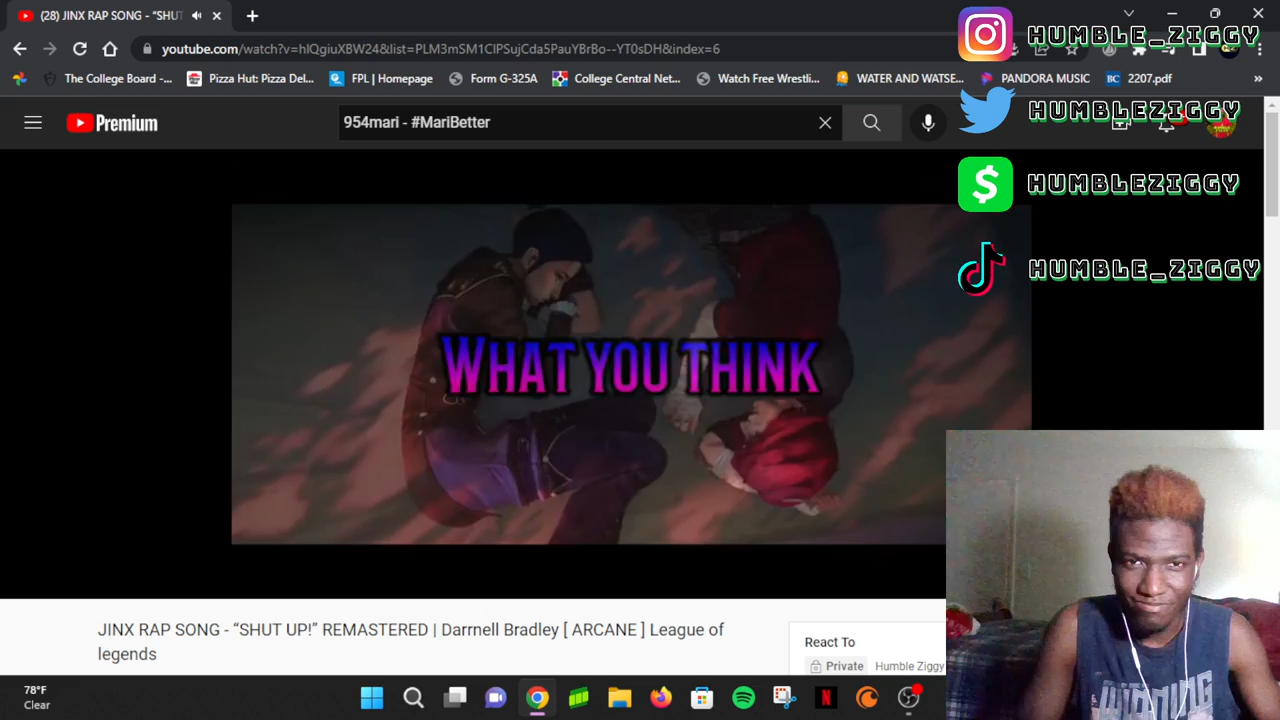 (28) JINX RAP SONG - "SHUT
youtube.com/watch?v=hlQgiuXBW24&list=PLM3mSM1ClPSujCda5PauYBrBo--YT0sDH&index=6
The College Board -...
Pizza Hut: Pizza Del...
FPL | Homepage
Form G-325A
College Central Net...
Watch Free Wrestli...
WATER AND WATSE...
PANDORA MUSIC
BC 2207.pdf
»
Premium
954mari - #MariBetter
HUMBLE_ZIGGY
HUMBLEZIGGY
$ HUMBLEZIGGY
HUMBLE_ZIGGY
WHAT YOU THINK
JINX RAP SONG - “SHUT UP!” REMASTERED | Darrnell Bradley [ ARCANE ] League of
legends
React To
Private Humble Ziggy
WINNING
78°F
Clear
N